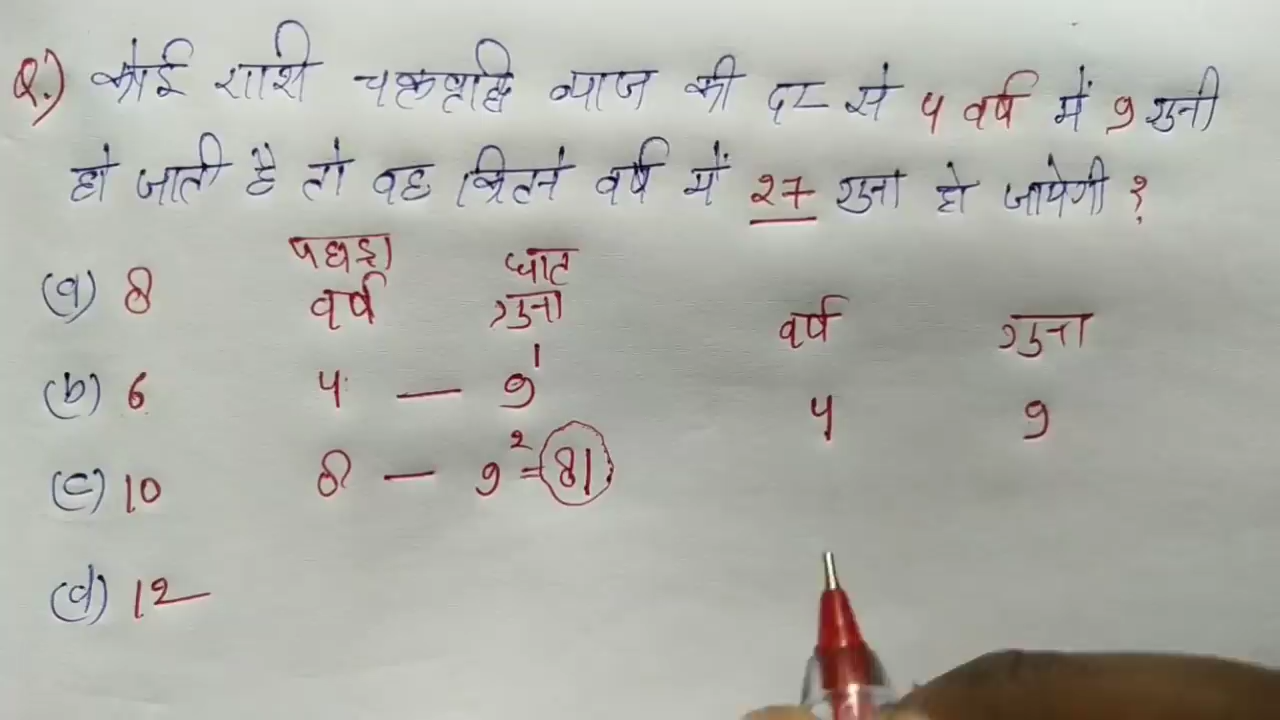 Q.) कोई राशी चक्रवृद्धि ब्याज की दर से 4 वर्ष में 9 गुनी
हो जाती है तो वह कितने वर्ष में 27 गुना हो जायेगी ?
पहाड़ा घात
(a) 8 वर्ष गुना वर्ष गुना
(b) 6 4 — 9¹ 4 9
(c) 10 8 — 9² = 81
(d) 12